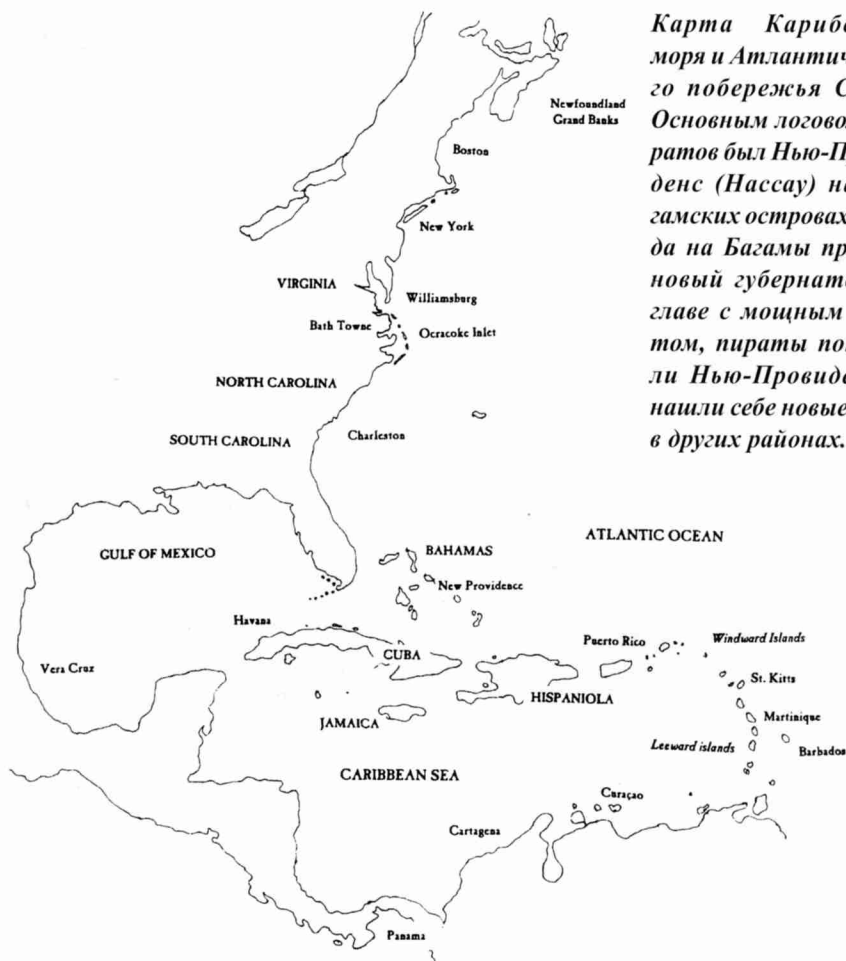 Карта Карибс
моря и Атлантич
го побережья С
Основным логово
ратов был Нью-П
денс (Нассау) н
гамских островах
да на Багамы пр
новый губернат
главе с мощным
том, пираты по
ли Нью-Провид
нашли себе новые
в других районах.
Newfoundland
Grand Banks
Boston
New York
VIRGINIA
Williamsburg
Bath Towne
Ocracoke Inlet
NORTH CAROLINA
SOUTH CAROLINA
Charleston
ATLANTIC OCEAN
GULF OF MEXICO
BAHAMAS
New Providence
Havana
Puerto Rico
Windward Islands
CUBA
Vera Cruz
St. Kitts
HISPANIOLA
JAMAICA
Martinique
Leeward islands
Barbados
CARIBBEAN SEA
Curaçao
Cartagena
Panama